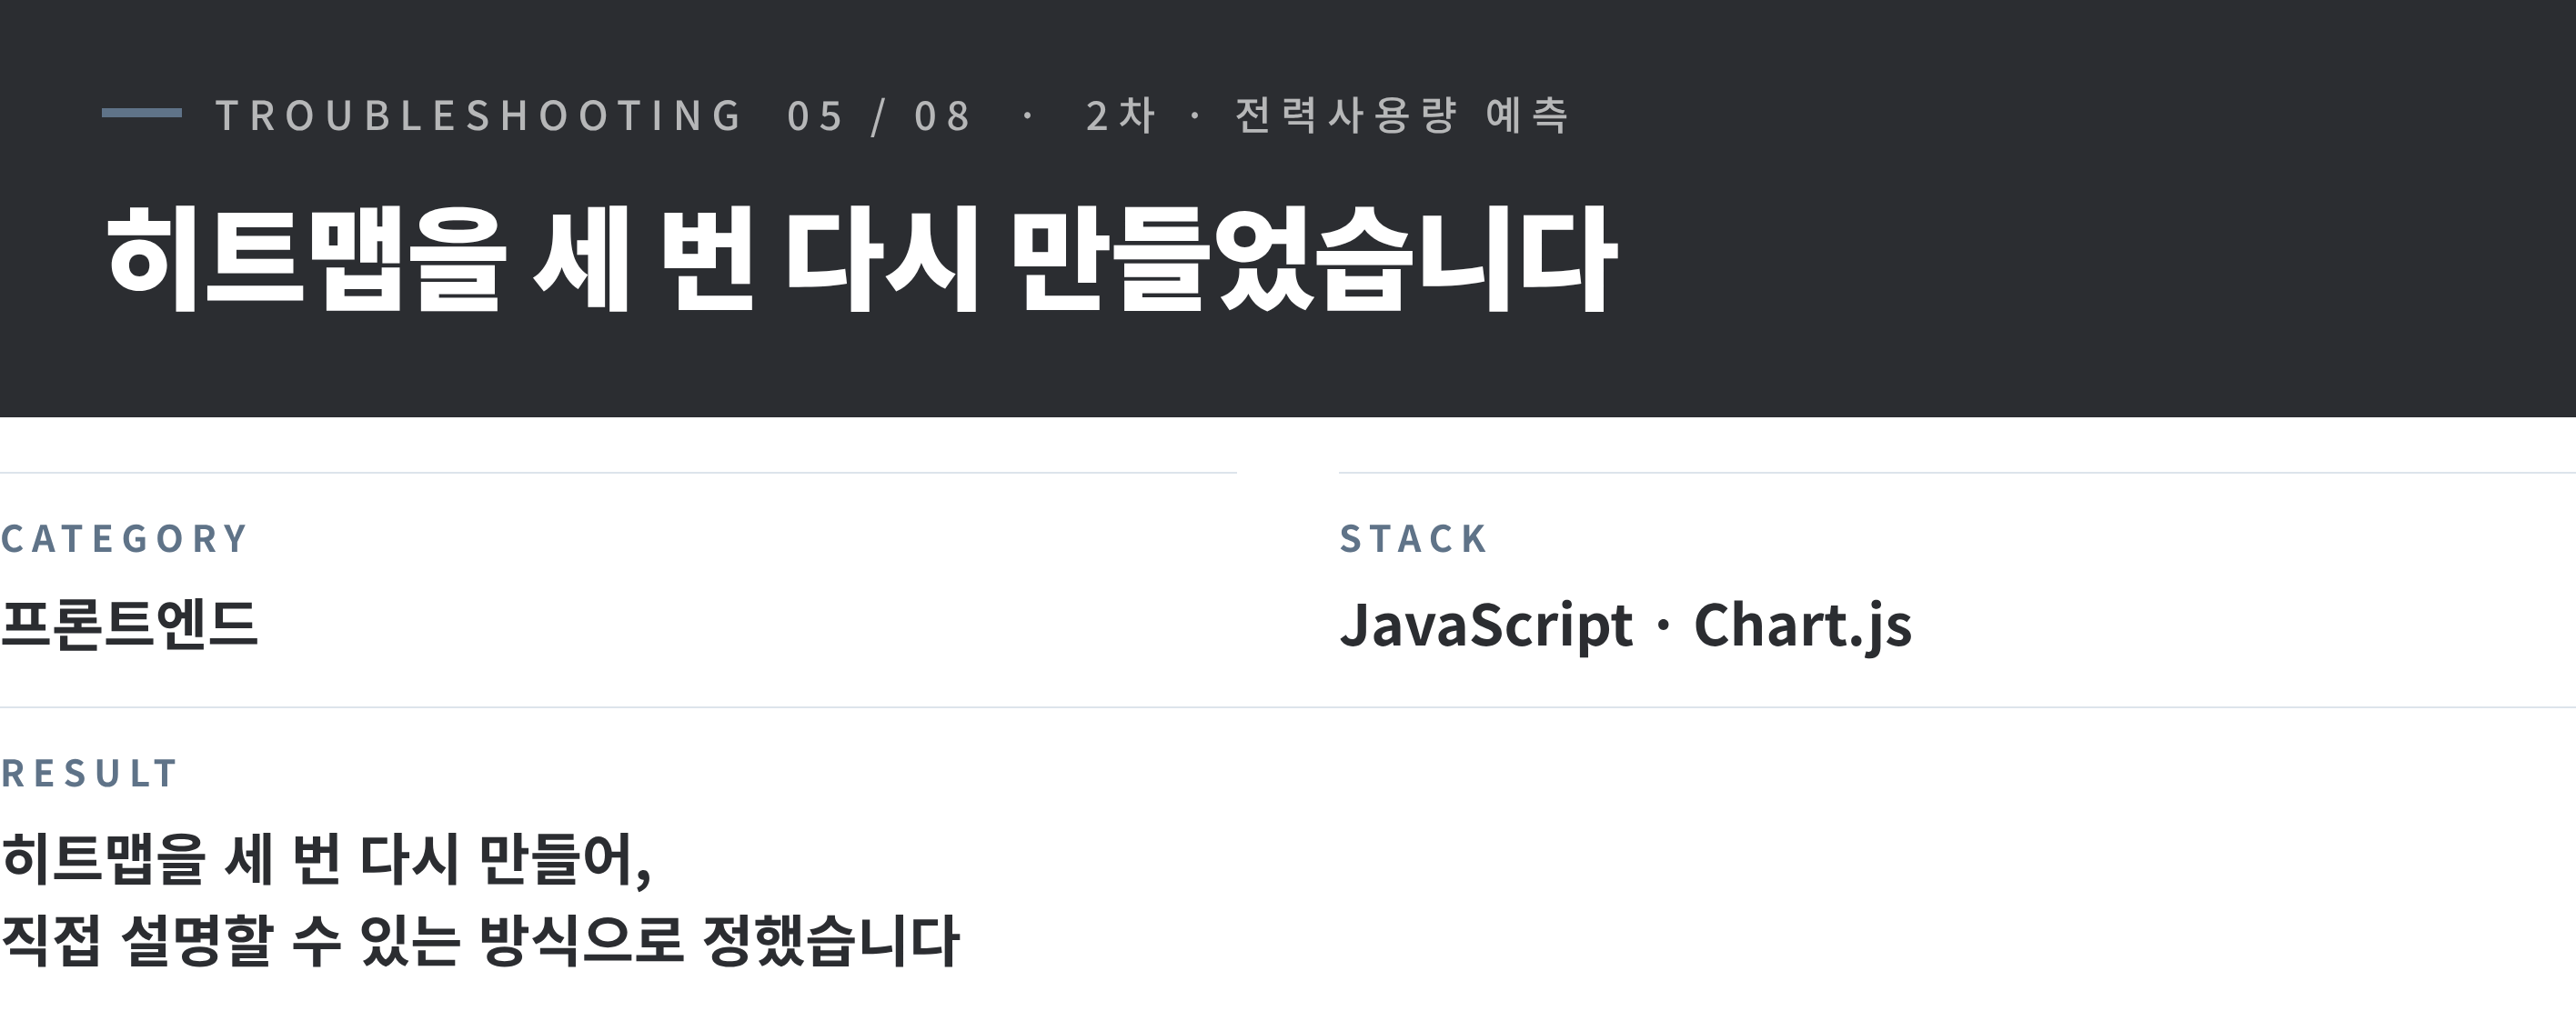 TROUBLESHOOTING 05 / 08 · 2차 · 전력사용량 예측
히트맵을 세 번 다시 만들었습니다
CATEGORY
프론트엔드
STACK
JavaScript · Chart.js
RESULT
히트맵을 세 번 다시 만들어,
직접 설명할 수 있는 방식으로 정했습니다